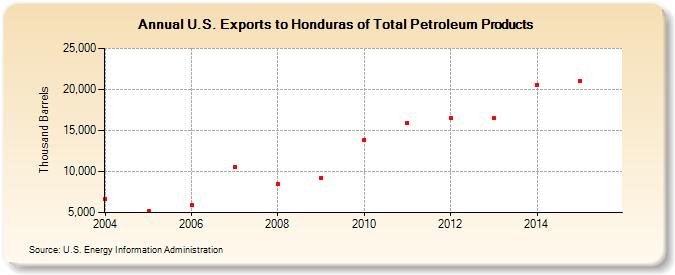 Annual U.S. Exports to Honduras of Total Petroleum Products
Thousand Barrels
25,000
20,000
15,000
10,000
5,000
2004 2006 2008 2010 2012 2014
Source: U.S. Energy Information Administration